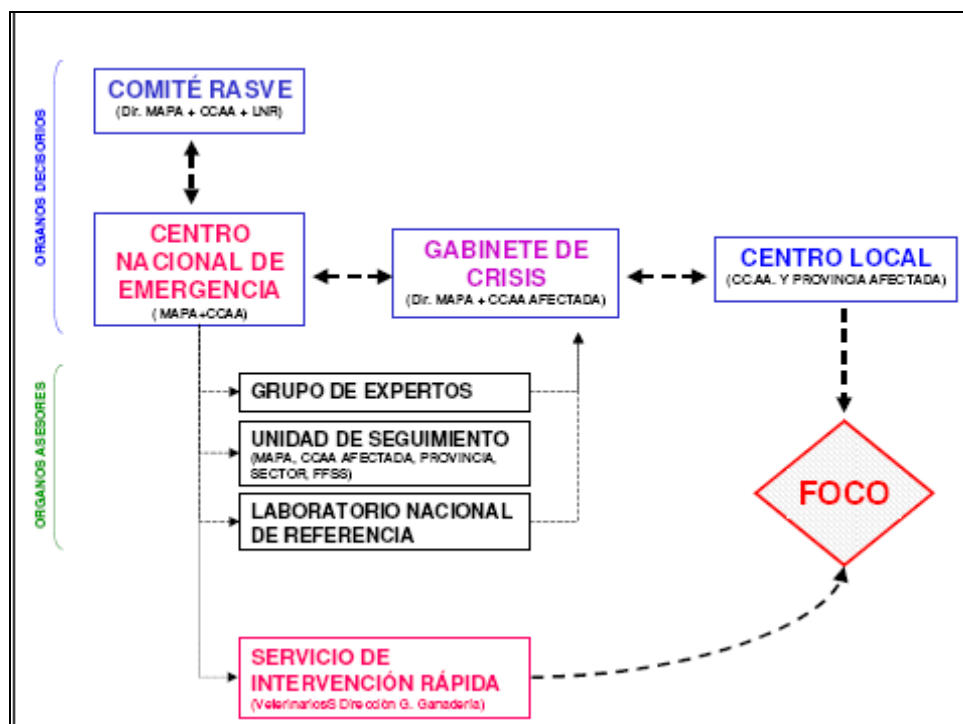 ORGANOS DECISORIOS
COMITÉ RASVE
(Dir. MAPA + CCAA + LNR)
CENTRO
NACIONAL DE
EMERGENCIA
( MAPA+CCAA)
GABINETE DE
CRISIS
(Dir. MAPA + CCAA AFECTADA)
CENTRO LOCAL
(CC.AA. Y PROVINCIA AFECTADA)
ORGANOS ASESORES
GRUPO DE EXPERTOS
UNIDAD DE SEGUIMIENTO
(MAPA, CCAA AFECTADA, PROVINCIA,
SECTOR, FFSS)
LABORATORIO NACIONAL
DE REFERENCIA
FOCO
SERVICIO DE
INTERVENCIÓN RÁPIDA
(VeterinariosS Dirección G. Ganadería)